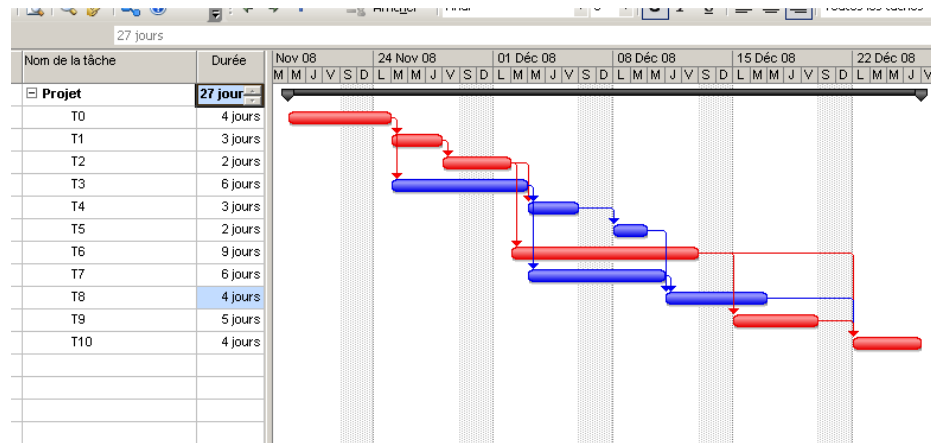 27 jours
Nom de la tâche Durée Nov 08 24 Nov 08 01 Déc 08 08 Déc 08 15 Déc 08 22 Déc 08
M M J V S D L M M J V S D L M M J V S D L M M J V S D L M M J V S D L M M J V
Projet 27 jour
T0 4 jours
T1 3 jours
T2 2 jours
T3 6 jours
T4 3 jours
T5 2 jours
T6 9 jours
T7 6 jours
T8 4 jours
T9 5 jours
T10 4 jours